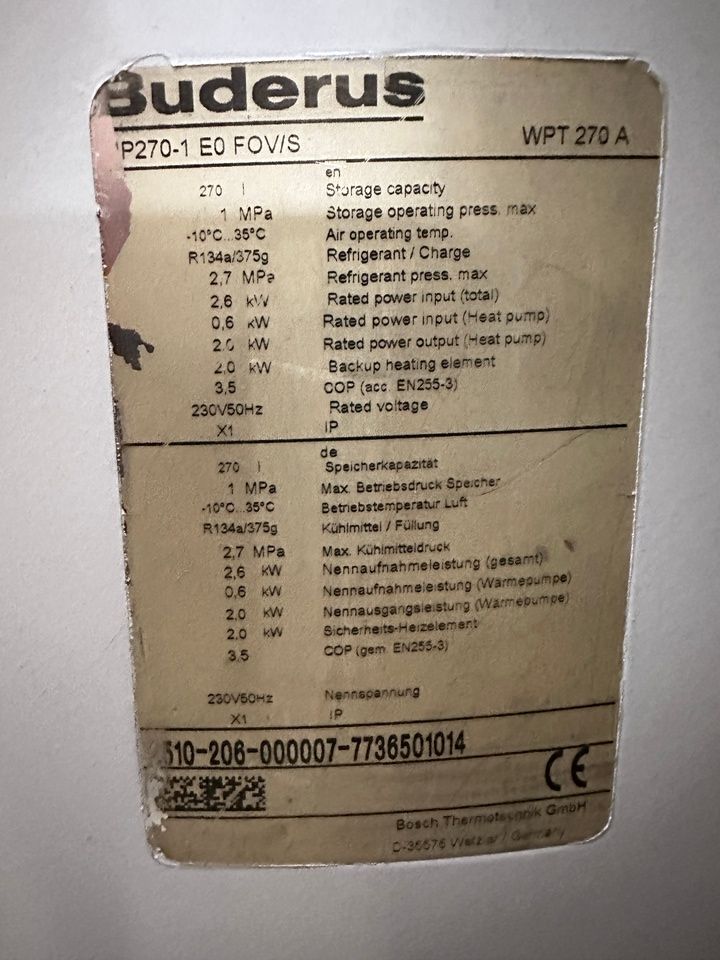 Buderus
P270-1 E0 FOV/S WPT 270 A
en
270 l Storage capacity
1 MPa Storage operating press. max
-10°C...35°C Air operating temp.
R134a/375g Refrigerant / Charge
2,7 MPa Refrigerant press. max
2,6 kW Rated power input (total)
0,6 kW Rated power input (Heat pump)
2,0 kW Rated power output (Heat pump)
2,0 kW Backup heating element
3,5 COP (acc. EN255-3)
230V50Hz Rated voltage
X1 IP
de
270 l Speicherkapazität
1 MPa Max. Betriebsdruck Speicher
-10°C...35°C Betriebstemperatur Luft
R134a/375g Kühlmittel / Füllung
2,7 MPa Max. Kühlmitteldruck
2,6 kW Nennaufnahmeleistung (gesamt)
0,6 kW Nennaufnahmeleistung (Wärmepumpe)
2,0 kW Nennausgangsleistung (Wärmepumpe)
2,0 kW Sicherheits-Heizelement
3,5 COP (gem. EN255-3)
230V50Hz Nennspannung
X1 IP
510-206-000007-7736501014
CE
Bosch Thermotechnik GmbH
D-35576 Wetzlar / Germany